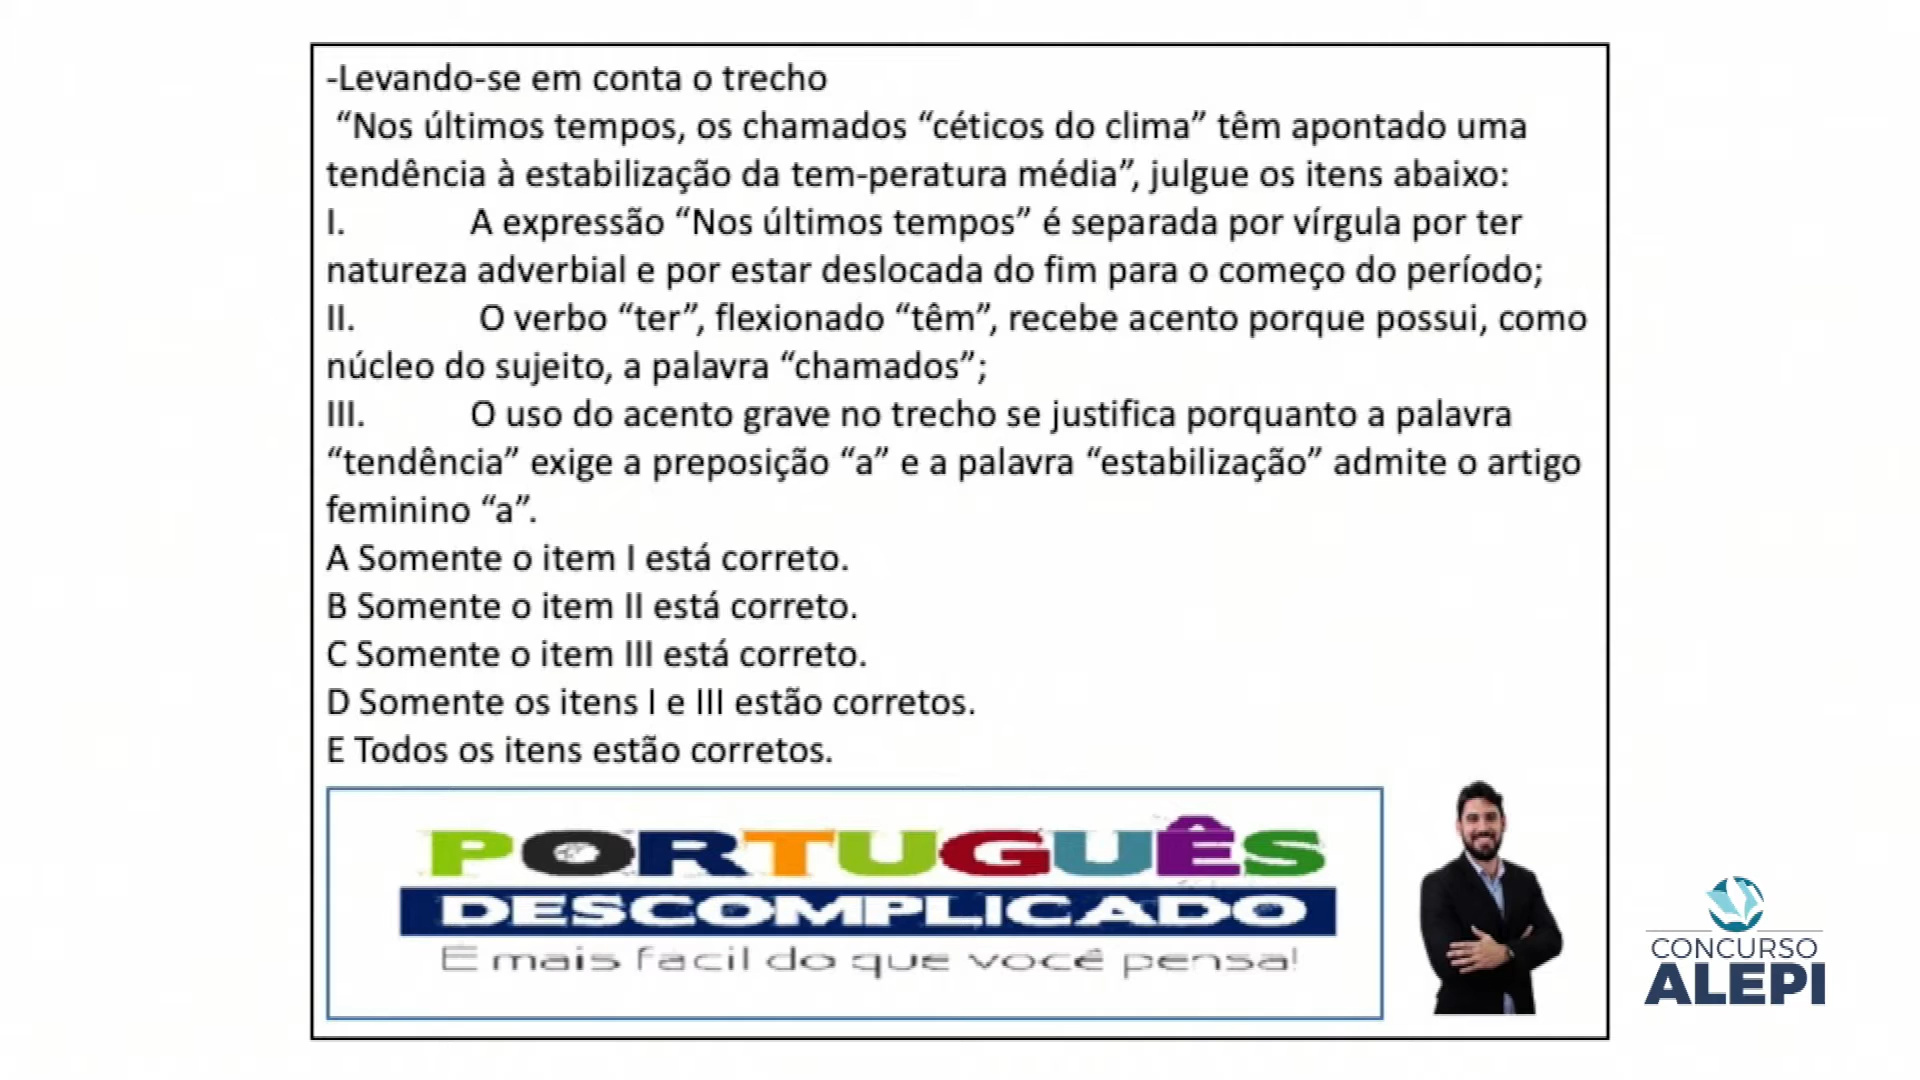 -Levando-se em conta o trecho
“Nos últimos tempos, os chamados “céticos do clima” têm apontado uma
tendência à estabilização da tem-peratura média”, julgue os itens abaixo:
I. A expressão “Nos últimos tempos” é separada por vírgula por ter
natureza adverbial e por estar deslocada do fim para o começo do período;
II. O verbo “ter”, flexionado “têm”, recebe acento porque possui, como
núcleo do sujeito, a palavra “chamados”;
III. O uso do acento grave no trecho se justifica porquanto a palavra
“tendência” exige a preposição “a” e a palavra “estabilização” admite o artigo
feminino “a”.
A Somente o item I está correto.
B Somente o item II está correto.
C Somente o item III está correto.
D Somente os itens I e III estão corretos.
E Todos os itens estão corretos.
PORTUGUÊS
DESCOMPLICADO
É mais facil do que você pensa!
CONCURSO
ALEPI